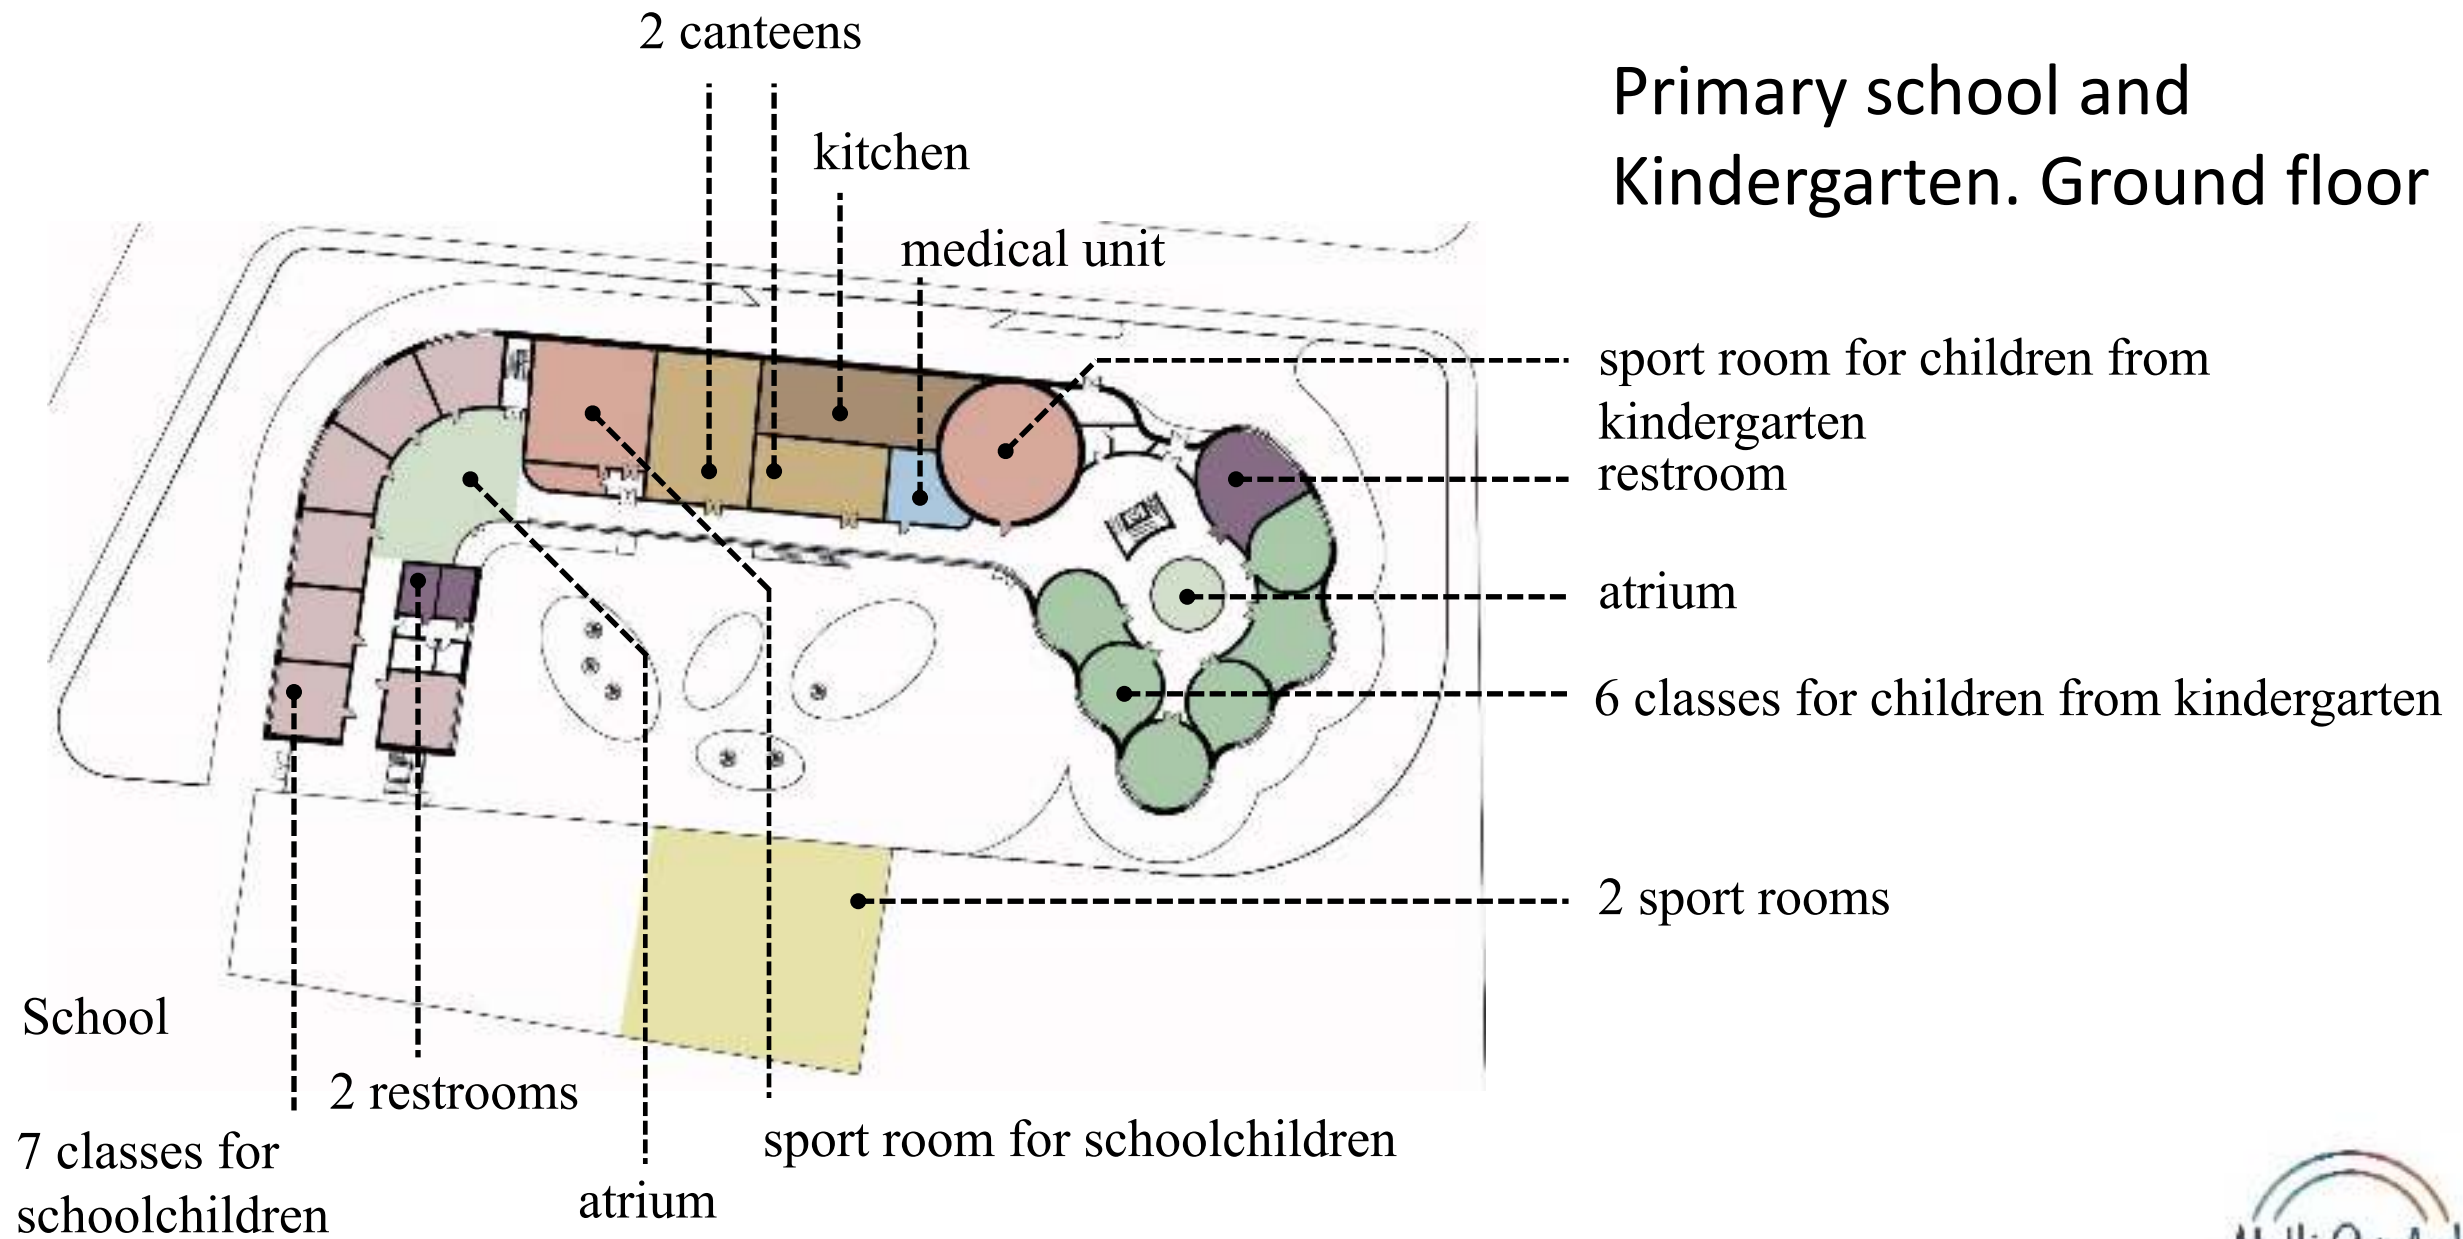 2 canteens
Primary school and
Kindergarten. Ground floor
kitchen
medical unit
sport room for children from
kindergarten
restroom
atrium
6 classes for children from kindergarten
2 sport rooms
School
2 restrooms
7 classes for
schoolchildren
sport room for schoolchildren
atrium